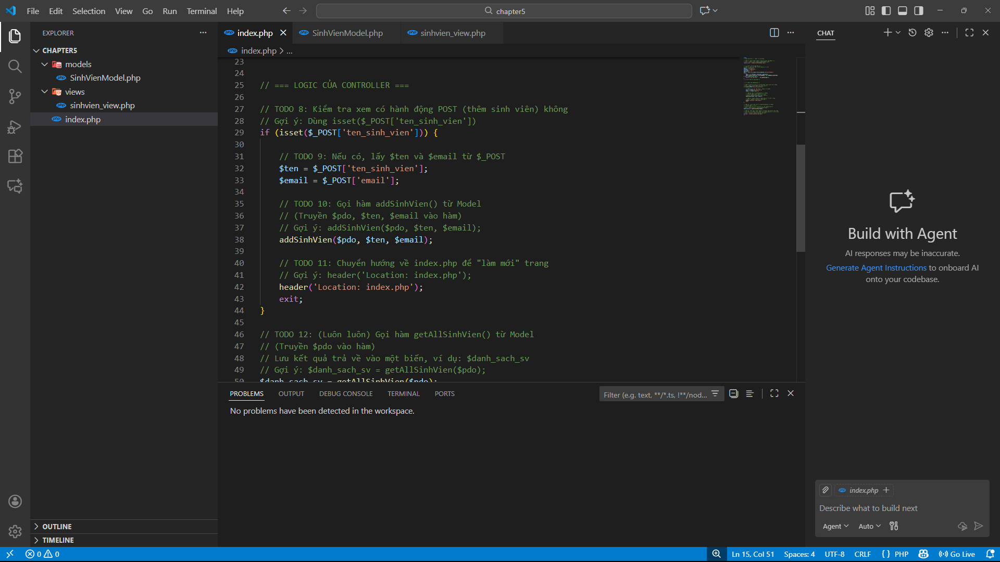 File Edit Selection View Go Run Terminal Help
chapter5
EXPLORER
CHAPTER5
models
SinhVienModel.php
views
sinhvien_view.php
index.php
OUTLINE
TIMELINE
index.php
SinhVienModel.php
sinhvien_view.php
index.php > ...
23
24
25 // === LOGIC CỦA CONTROLLER ===
26
27 // TODO 8: Kiểm tra xem có hành động POST (thêm sinh viên) không
28 // Gợi ý: Dùng isset($_POST['ten_sinh_vien'])
29 if (isset($_POST['ten_sinh_vien'])) {
30
31 // TODO 9: Nếu có, lấy $ten và $email từ $_POST
32 $ten = $_POST['ten_sinh_vien'];
33 $email = $_POST['email'];
34
35 // TODO 10: Gọi hàm addSinhVien() từ Model
36 // (Truyền $pdo, $ten, $email vào hàm)
37 // Gợi ý: addSinhVien($pdo, $ten, $email);
38 addSinhVien($pdo, $ten, $email);
39
40 // TODO 11: Chuyển hướng về index.php để "làm mới" trang
41 // Gợi ý: header('Location: index.php');
42 header('Location: index.php');
43 exit;
44 }
45
46 // TODO 12: (Luôn luôn) Gọi hàm getAllSinhVien() từ Model
47 // (Truyền $pdo vào hàm)
48 // Lưu kết quả trả về vào một biến, ví dụ: $danh_sach_sv
49 // Gợi ý: $danh_sach_sv = getAllSinhVien($pdo);
50 $danh_sach_sv = getAllSinhVien($pdo);
PROBLEMS OUTPUT DEBUG CONSOLE TERMINAL PORTS
Filter (e.g. text, **/*.ts, !**/nod...
No problems have been detected in the workspace.
CHAT
Build with Agent
AI responses may be inaccurate.
Generate Agent Instructions to onboard AI
onto your codebase.
index.php
Describe what to build next
Agent Auto
0 0
Ln 15, Col 51 Spaces: 4 UTF-8 CRLF { } PHP Go Live